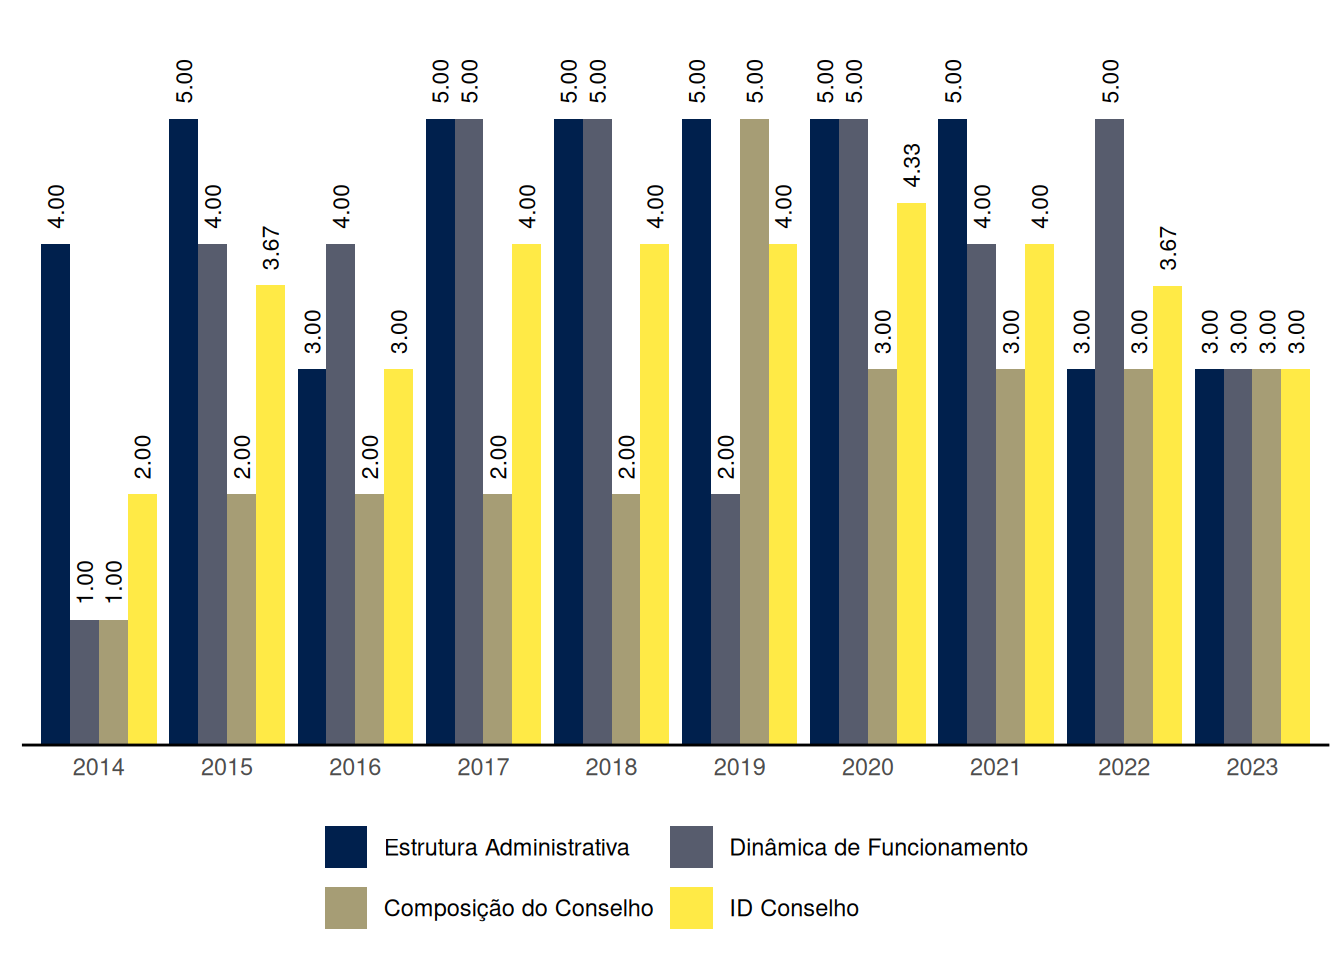 4.00 1.00 1.00 2.00
5.00 4.00 2.00 3.67
3.00 4.00 2.00 3.00
5.00 5.00 2.00 4.00
5.00 5.00 2.00 4.00
5.00 2.00 5.00 4.00
5.00 5.00 3.00 4.33
5.00 4.00 3.00 4.00
3.00 5.00 3.00 3.67
3.00 3.00 3.00 3.00
2014 2015 2016 2017 2018 2019 2020 2021 2022 2023
Estrutura Administrativa Dinâmica de Funcionamento
Composição do Conselho ID Conselho